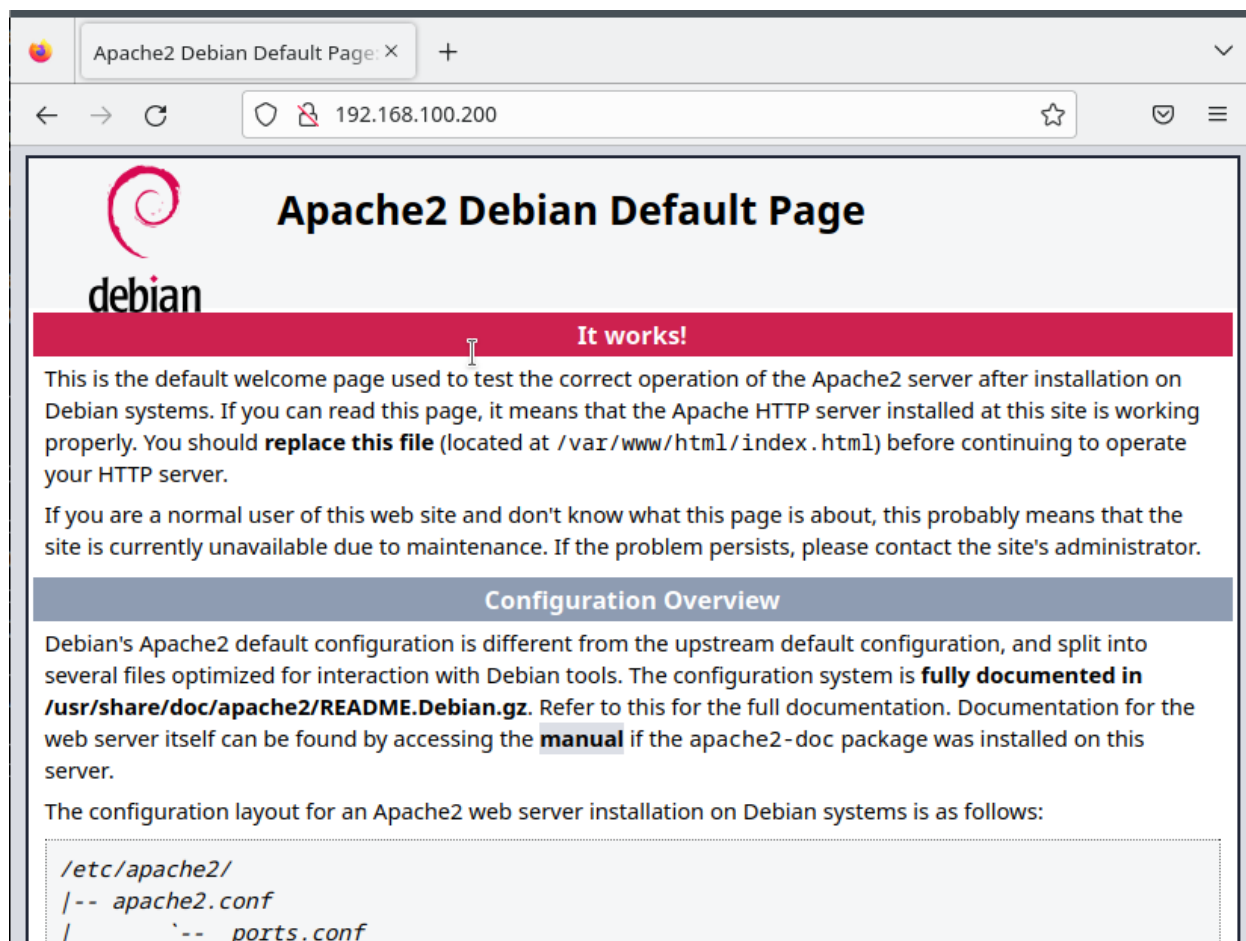 Apache2 Debian Default Page:
192.168.100.200
debian
Apache2 Debian Default Page
It works!
This is the default welcome page used to test the correct operation of the Apache2 server after installation on
Debian systems. If you can read this page, it means that the Apache HTTP server installed at this site is working
properly. You should replace this file (located at /var/www/html/index.html) before continuing to operate
your HTTP server.
If you are a normal user of this web site and don't know what this page is about, this probably means that the
site is currently unavailable due to maintenance. If the problem persists, please contact the site's administrator.
Configuration Overview
Debian's Apache2 default configuration is different from the upstream default configuration, and split into
several files optimized for interaction with Debian tools. The configuration system is fully documented in
/usr/share/doc/apache2/README.Debian.gz. Refer to this for the full documentation. Documentation for the
web server itself can be found by accessing the manual if the apache2-doc package was installed on this
server.
The configuration layout for an Apache2 web server installation on Debian systems is as follows:
/etc/apache2/
|-- apache2.conf
|       `--  ports.conf